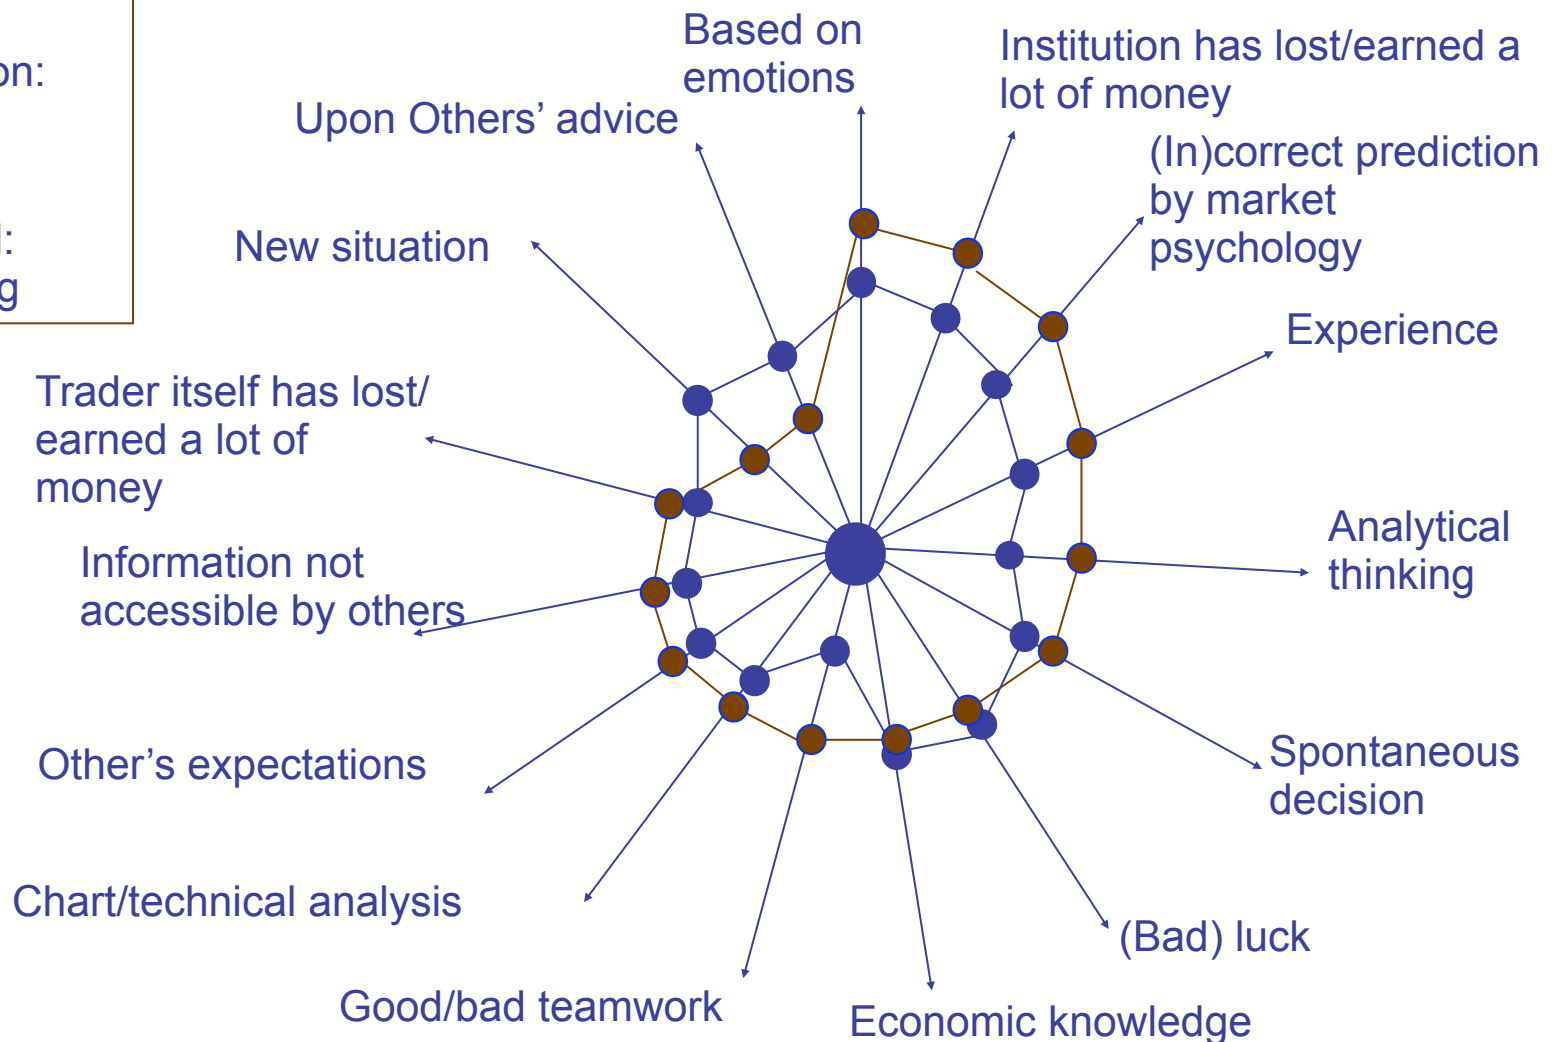 on:
:
g
Based on
emotions
Institution has lost/earned a
lot of money
Upon Others’ advice
(In)correct prediction
by market
psychology
New situation
Experience
Trader itself has lost/
earned a lot of
money
Analytical
thinking
Information not
accessible by others
Other’s expectations
Spontaneous
decision
Chart/technical analysis
(Bad) luck
Good/bad teamwork
Economic knowledge